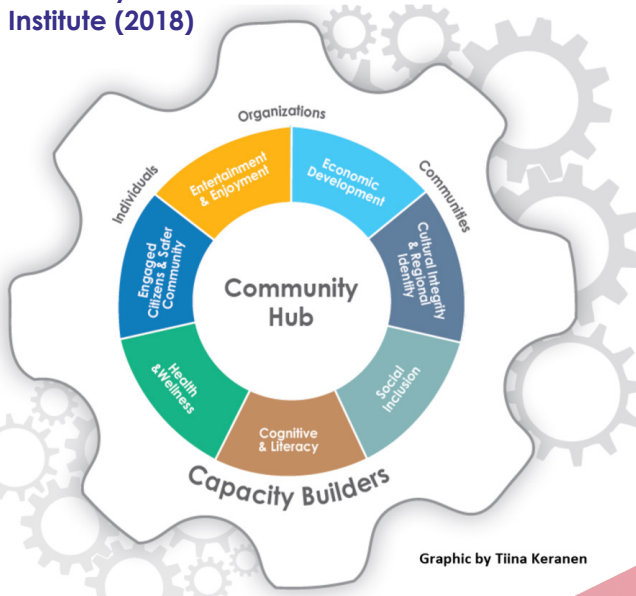 Institute (2018)
Organizations
Individuals
Communities
Entertainment
& Enjoyment
Economic
Development
Cultural Integrity
& Regional
Identity
Social
Inclusion
Cognitive
& Literacy
Health
&Wellness
Engaged
Citizens & Safer
Community
Community
Hub
Capacity Builders
Graphic by Tiina Keranen